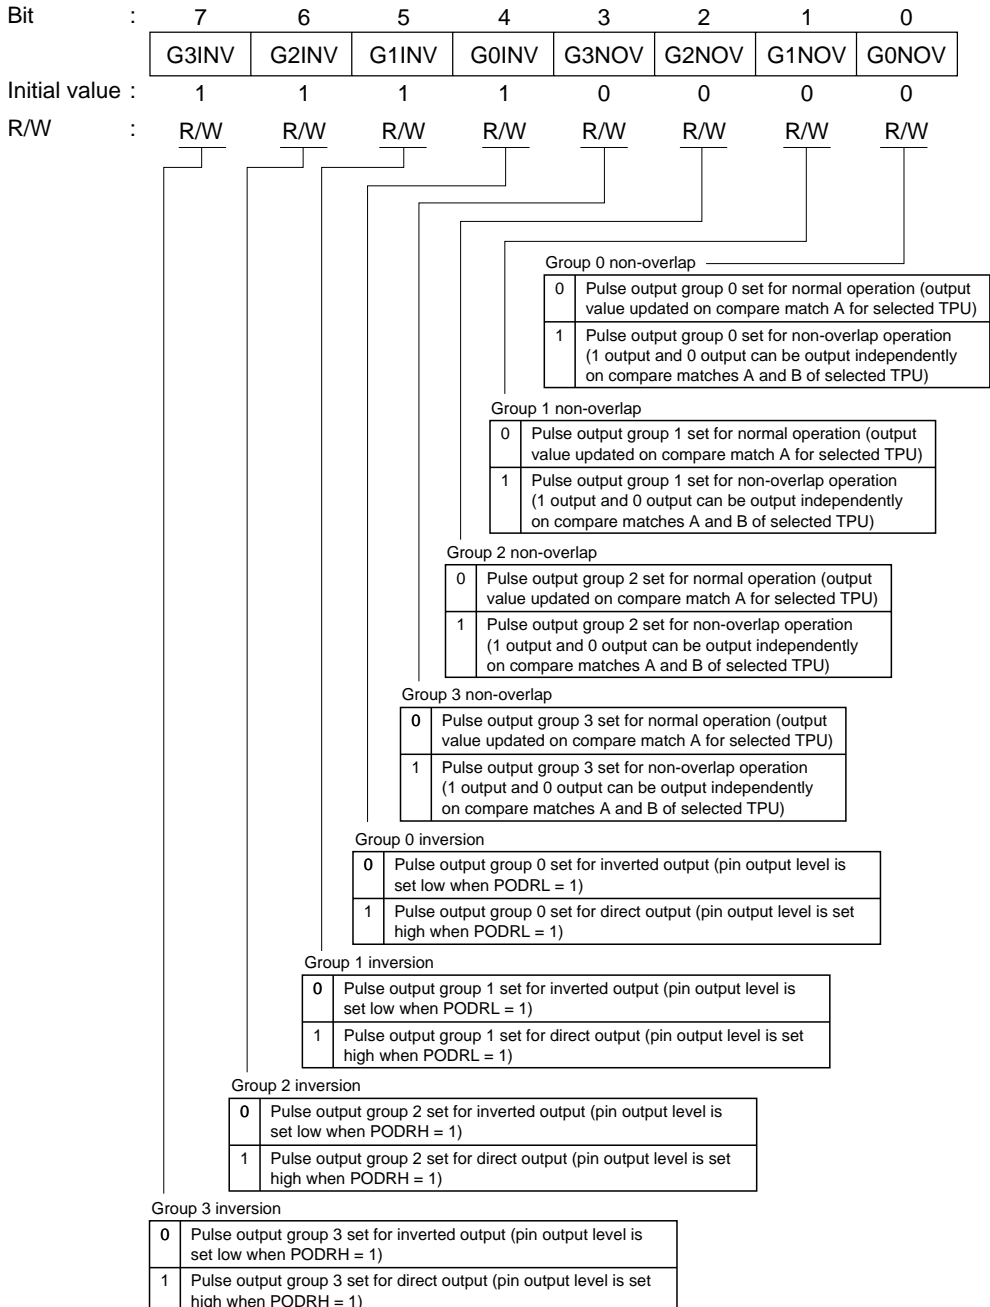 Bit : 7 6 5 4 3 2 1 0
G3INV G2INV G1INV G0INV G3NOV G2NOV G1NOV G0NOV
Initial value : 1 1 1 1 0 0 0 0
R/W : R/W R/W R/W R/W R/W R/W R/W R/W
Group 0 non-overlap
0 Pulse output group 0 set for normal operation (output
value updated on compare match A for selected TPU)
1 Pulse output group 0 set for non-overlap operation
(1 output and 0 output can be output independently
on compare matches A and B of selected TPU)
Group 1 non-overlap
0 Pulse output group 1 set for normal operation (output
value updated on compare match A for selected TPU)
1 Pulse output group 1 set for non-overlap operation
(1 output and 0 output can be output independently
on compare matches A and B of selected TPU)
Group 2 non-overlap
0 Pulse output group 2 set for normal operation (output
value updated on compare match A for selected TPU)
1 Pulse output group 2 set for non-overlap operation
(1 output and 0 output can be output independently
on compare matches A and B of selected TPU)
Group 3 non-overlap
0 Pulse output group 3 set for normal operation (output
value updated on compare match A for selected TPU)
1 Pulse output group 3 set for non-overlap operation
(1 output and 0 output can be output independently
on compare matches A and B of selected TPU)
Group 0 inversion
0 Pulse output group 0 set for inverted output (pin output level is
set low when PODRL = 1)
1 Pulse output group 0 set for direct output (pin output level is set
high when PODRL = 1)
Group 1 inversion
0 Pulse output group 1 set for inverted output (pin output level is
set low when PODRL = 1)
1 Pulse output group 1 set for direct output (pin output level is set
high when PODRL = 1)
Group 2 inversion
0 Pulse output group 2 set for inverted output (pin output level is
set low when PODRH = 1)
1 Pulse output group 2 set for direct output (pin output level is set
high when PODRH = 1)
Group 3 inversion
0 Pulse output group 3 set for inverted output (pin output level is
set low when PODRH = 1)
1 Pulse output group 3 set for direct output (pin output level is set
high when PODRH = 1)